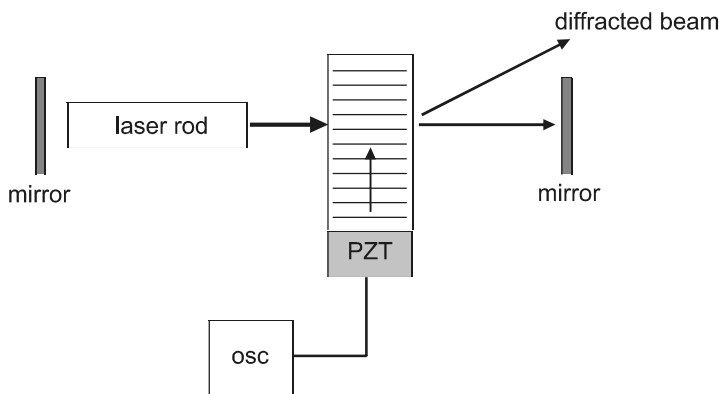 diffracted beam
laser rod
mirror
mirror
PZT
osc